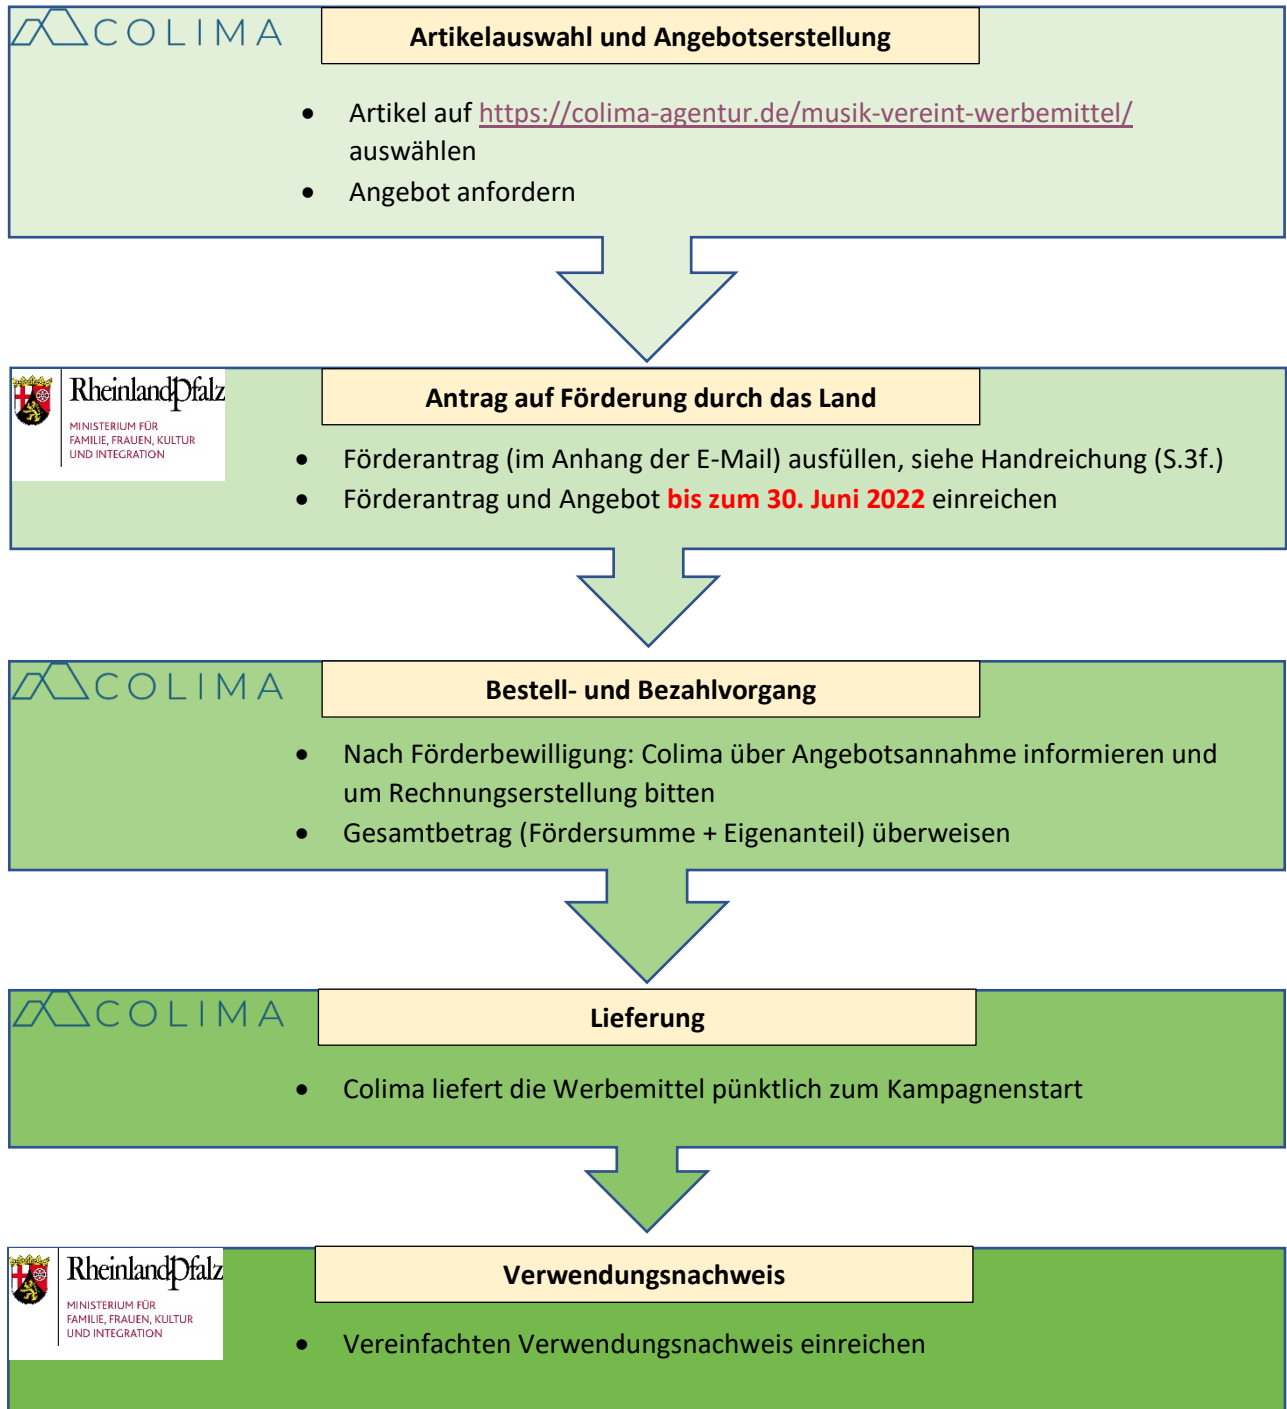 COLIMA
Artikelauswahl und Angebotserstellung
• Artikel auf https://colima-agentur.de/musik-vereint-werbemittel/
auswählen
• Angebot anfordern
RheinlandPfalz
MINISTERIUM FÜR
FAMILIE, FRAUEN, KULTUR
UND INTEGRATION
Antrag auf Förderung durch das Land
• Förderantrag (im Anhang der E-Mail) ausfüllen, siehe Handreichung (S.3f.)
• Förderantrag und Angebot bis zum 30. Juni 2022 einreichen
COLIMA
Bestell- und Bezahlvorgang
• Nach Förderbewilligung: Colima über Angebotsannahme informieren und
um Rechnungserstellung bitten
• Gesamtbetrag (Fördersumme + Eigenanteil) überweisen
COLIMA
Lieferung
• Colima liefert die Werbemittel pünktlich zum Kampagnenstart
RheinlandPfalz
MINISTERIUM FÜR
FAMILIE, FRAUEN, KULTUR
UND INTEGRATION
Verwendungsnachweis
• Vereinfachten Verwendungsnachweis einreichen